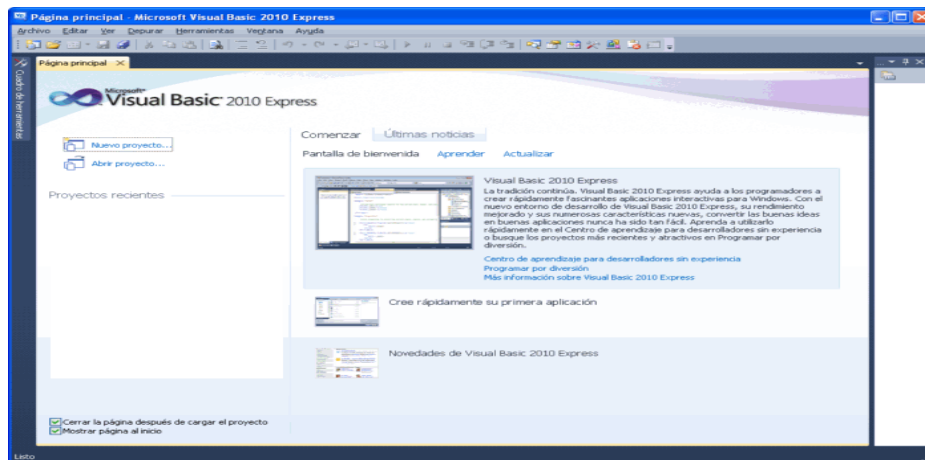 Página principal - Microsoft Visual Basic 2010 Express
Archivo Editar Ver Depurar Herramientas Ventana Ayuda
Página principal
Cuadro de herramientas
Microsoft
Visual Basic 2010 Express
Nuevo proyecto...
Abrir proyecto...
Proyectos recientes
Cerrar la página después de cargar el proyecto
Mostrar página al inicio
Comenzar Últimas noticias
Pantalla de bienvenida Aprender Actualizar
Visual Basic 2010 Express
La tradición continúa. Visual Basic 2010 Express ayuda a los programadores a
crear rápidamente fascinantes aplicaciones interactivas para Windows. Con el
nuevo entorno de desarrollo de Visual Basic 2010 Express, su rendimiento
mejorado y sus numerosas características nuevas, convertir las buenas ideas
en buenas aplicaciones nunca ha sido tan fácil. Aprenda a utilizarlo
rápidamente en el Centro de aprendizaje para desarrolladores sin experiencia
o busque los proyectos más recientes y atractivos en Programar por
diversión.
Centro de aprendizaje para desarrolladores sin experiencia
Programar por diversión
Más información sobre Visual Basic 2010 Express
Cree rápidamente su primera aplicación
Novedades de Visual Basic 2010 Express
Listo